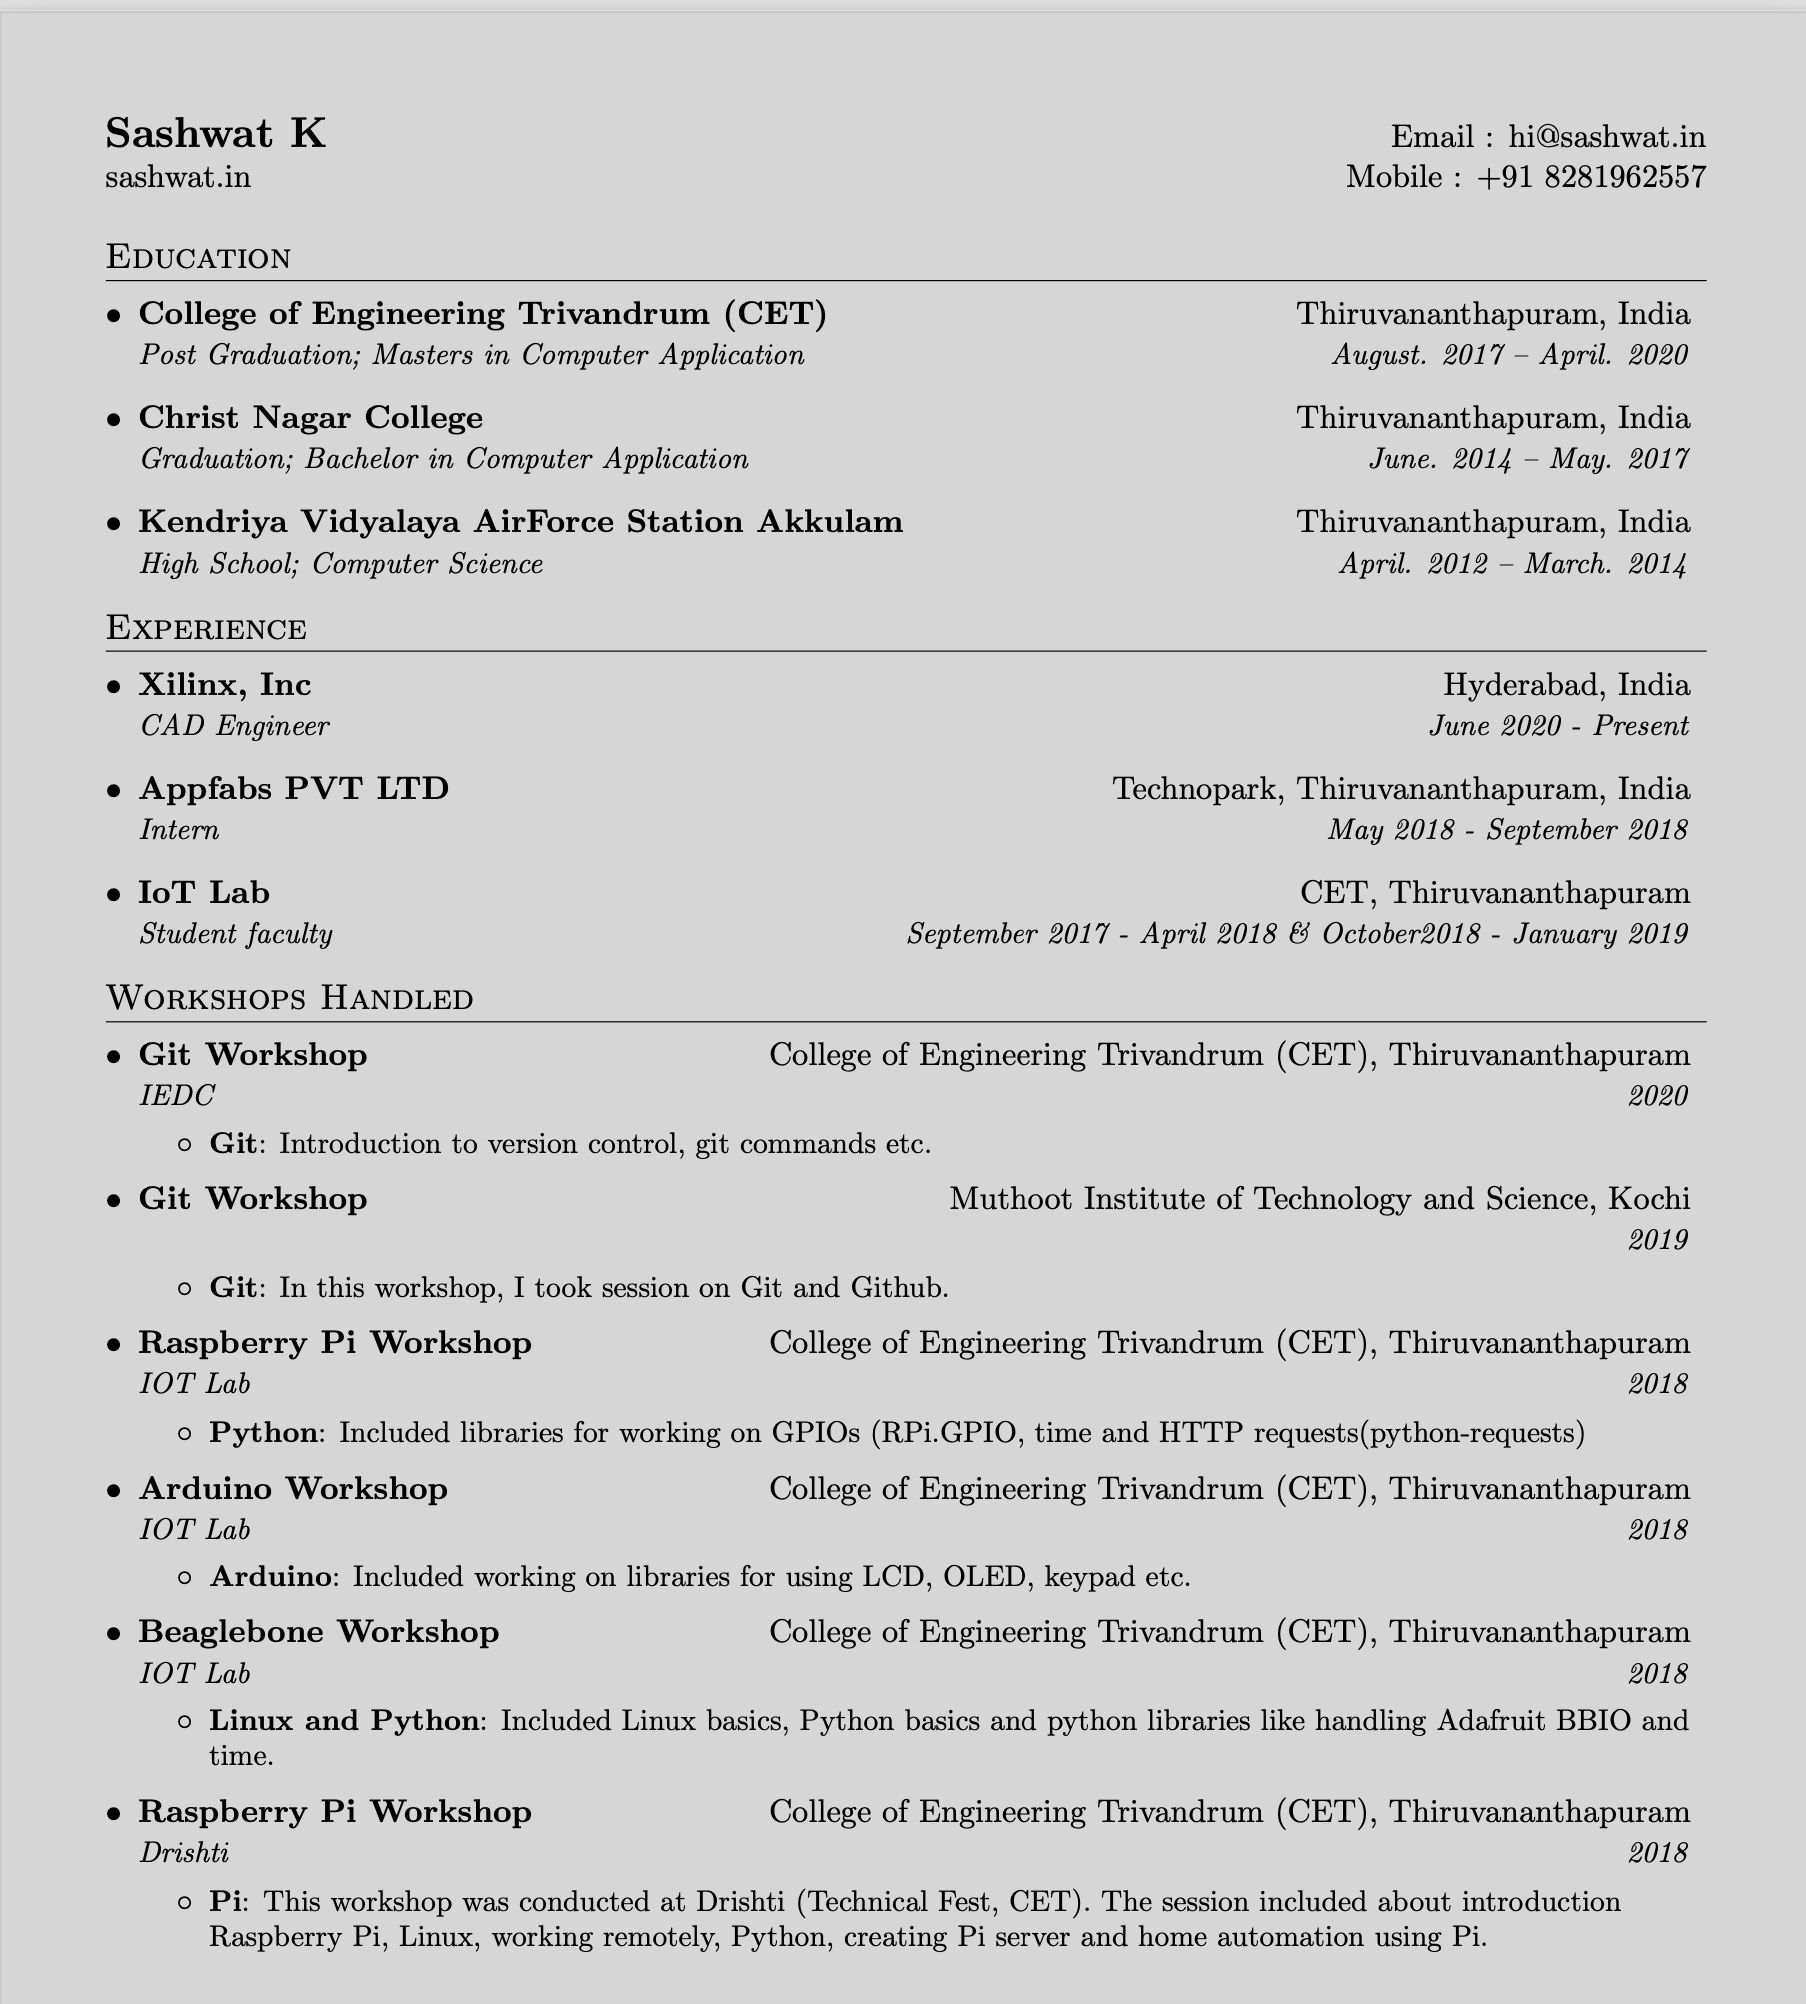 Sashwat K
Email : hi@sashwat.in
sashwat.in
Mobile : +91 8281962557
Education
• College of Engineering Trivandrum (CET) Thiruvananthapuram, India
Post Graduation; Masters in Computer Application August. 2017 – April. 2020
• Christ Nagar College Thiruvananthapuram, India
Graduation; Bachelor in Computer Application June. 2014 – May. 2017
• Kendriya Vidyalaya AirForce Station Akkulam Thiruvananthapuram, India
High School; Computer Science April. 2012 – March. 2014
Experience
• Xilinx, Inc Hyderabad, India
CAD Engineer June 2020 - Present
• Appfabs PVT LTD Technopark, Thiruvananthapuram, India
Intern May 2018 - September 2018
• IoT Lab CET, Thiruvananthapuram
Student faculty September 2017 - April 2018 & October2018 - January 2019
Workshops Handled
• Git Workshop College of Engineering Trivandrum (CET), Thiruvananthapuram
IEDC 2020
◦ Git: Introduction to version control, git commands etc.
• Git Workshop Muthoot Institute of Technology and Science, Kochi
2019
◦ Git: In this workshop, I took session on Git and Github.
• Raspberry Pi Workshop College of Engineering Trivandrum (CET), Thiruvananthapuram
IOT Lab 2018
◦ Python: Included libraries for working on GPIOs (RPi.GPIO, time and HTTP requests(python-requests)
• Arduino Workshop College of Engineering Trivandrum (CET), Thiruvananthapuram
IOT Lab 2018
◦ Arduino: Included working on libraries for using LCD, OLED, keypad etc.
• Beaglebone Workshop College of Engineering Trivandrum (CET), Thiruvananthapuram
IOT Lab 2018
◦ Linux and Python: Included Linux basics, Python basics and python libraries like handling Adafruit BBIO and
time.
• Raspberry Pi Workshop College of Engineering Trivandrum (CET), Thiruvananthapuram
Drishti 2018
◦ Pi: This workshop was conducted at Drishti (Technical Fest, CET). The session included about introduction
Raspberry Pi, Linux, working remotely, Python, creating Pi server and home automation using Pi.